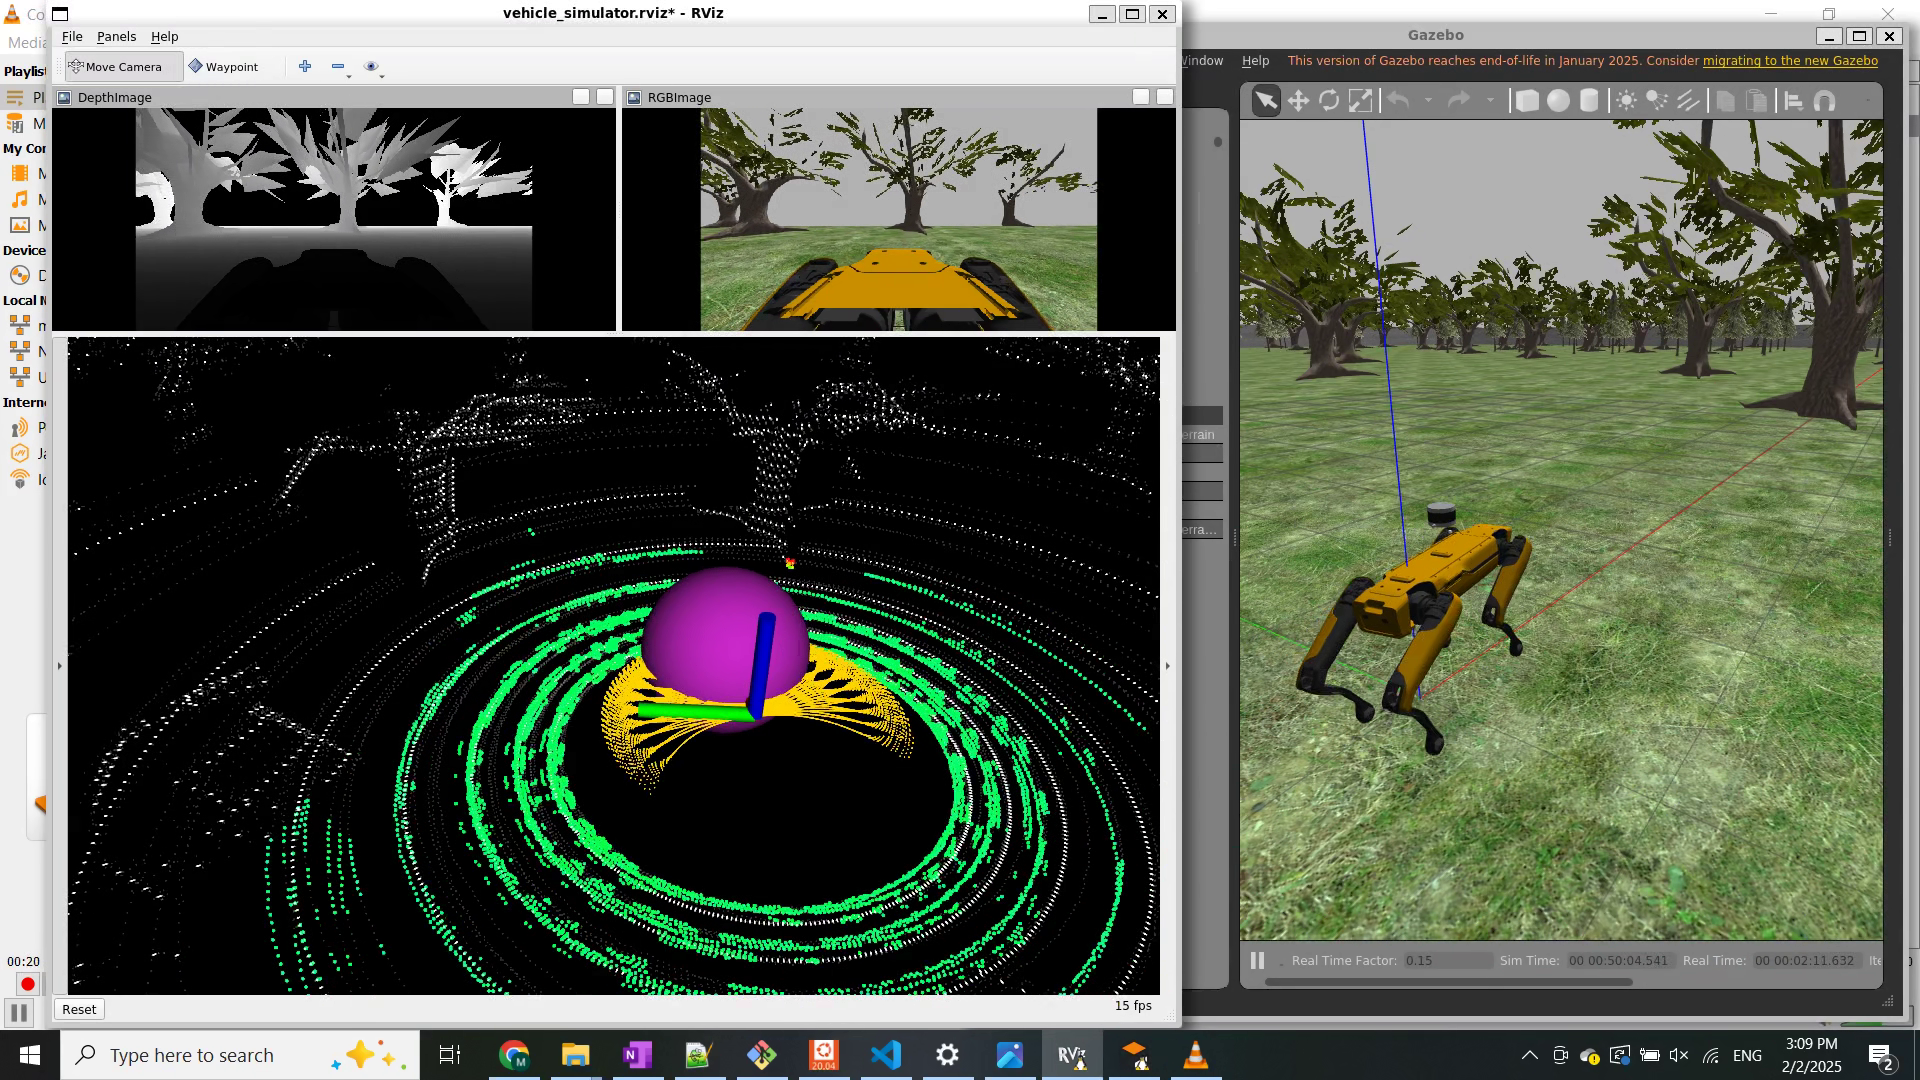 vehicle_simulator.rviz* - RViz
File Panels Help
Move Camera Waypoint
DepthImage
RGBImage
Reset
15 fps
Gazebo
Window Help This version of Gazebo reaches end-of-life in January 2025. Consider migrating to the new Gazebo
Real Time Factor: 0.15 Sim Time: 00 00:50:04.541 Real Time: 00 00:02:11.632
Co
Media
Playlis
Pl
M
My Cor
M
M
M
Device
D
Local N
m
N
U
Intern
P
Ja
Ic
00:20
errain
erra...
Type here to search
20.04
RViz
ENG
3:09 PM
2/2/2025
2